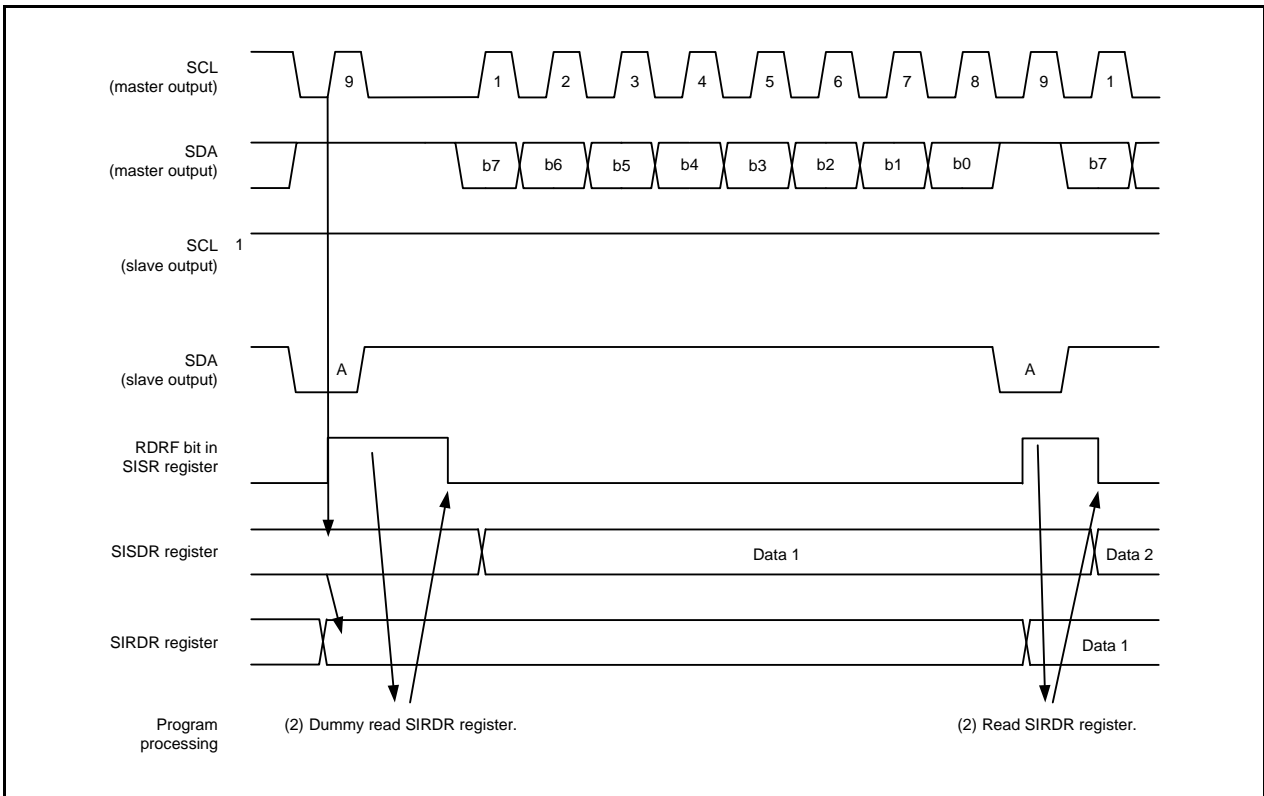 SCL
(master output)
9 1 2 3 4 5 6 7 8 9 1
SDA
(master output)
b7 b6 b5 b4 b3 b2 b1 b0 b7
SCL 1
(slave output)
SDA
(slave output)
A A
RDRF bit in
SISR register
SISDR register
Data 1 Data 2
SIRDR register
Data 1
Program
processing
(2) Dummy read SIRDR register. (2) Read SIRDR register.